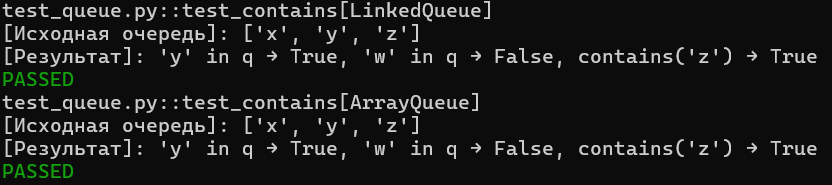 test_queue.py::test_contains[LinkedQueue]
[Исходная очередь]: ['x', 'y', 'z']
[Результат]: 'y' in q → True, 'w' in q → False, contains('z') → True
PASSED
test_queue.py::test_contains[ArrayQueue]
[Исходная очередь]: ['x', 'y', 'z']
[Результат]: 'y' in q → True, 'w' in q → False, contains('z') → True
PASSED